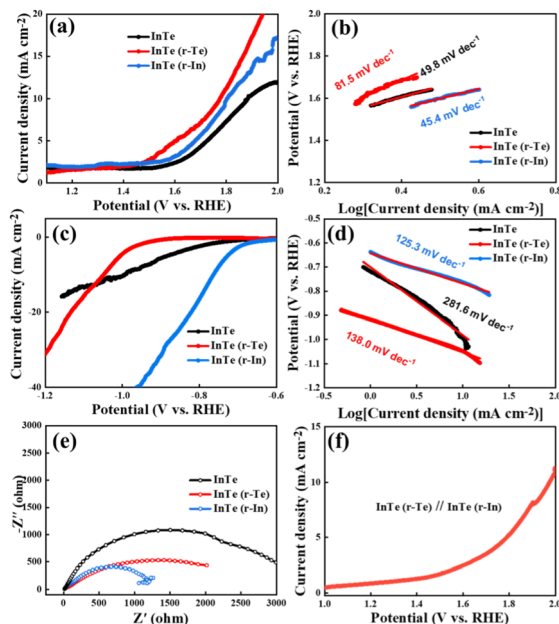 (a)
InTe
InTe (r-Te)
InTe (r-In)
Current density (mA cm-2)
20
15
10
5
0
1.2
1.4
1.6
1.8
2.0
Potential (V vs. RHE)
(b)
81.5 mV dec-1
49.8 mV dec-1
45.4 mV dec-1
InTe
InTe (r-Te)
InTe (r-In)
Potential (V vs. RHE)
2.0
1.8
1.6
1.4
1.2
0.2
0.4
0.6
0.8
Log[Current density (mA cm-2)]
(c)
InTe
InTe (r-Te)
InTe (r-In)
Current density (mA cm-2)
0
-20
-40
-1.2
-1.0
-0.8
-0.6
Potential (V vs. RHE)
(d)
125.3 mV dec-1
281.6 mV dec-1
138.0 mV dec-1
InTe
InTe (r-Te)
InTe (r-In)
Potential (V vs. RHE)
-0.5
-0.6
-0.7
-0.8
-0.9
-1.0
-1.1
-1.2
0.0
0.5
1.0
1.5
2.0
Log[Current density (mA cm-2)]
(e)
InTe
InTe (r-Te)
InTe (r-In)
-Z'' (ohm)
3000
2500
2000
1500
1000
500
0
0
500
1000
1500
2000
2500
3000
Z' (ohm)
(f)
InTe (r-Te) // InTe (r-In)
Current density (mA cm-2)
15
10
5
0
1.0
1.2
1.4
1.6
1.8
2.0
Potential (V vs. RHE)